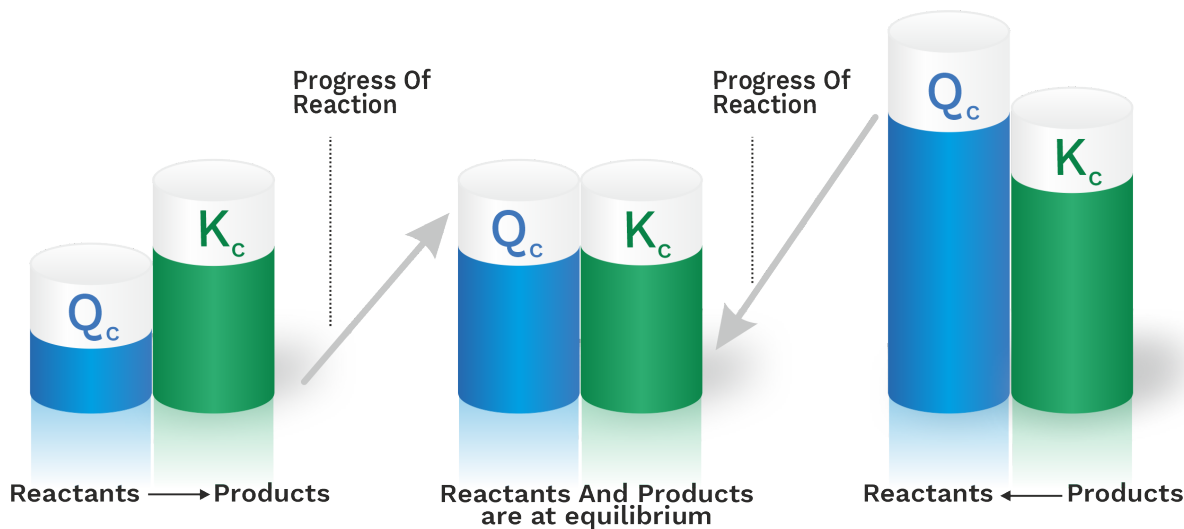 Progress Of
Reaction
Progress Of
Reaction
Qc
Kc
Qc
Kc
Qc
Kc
Reactants → Products
Reactants And Products
are at equilibrium
Reactants ← Products